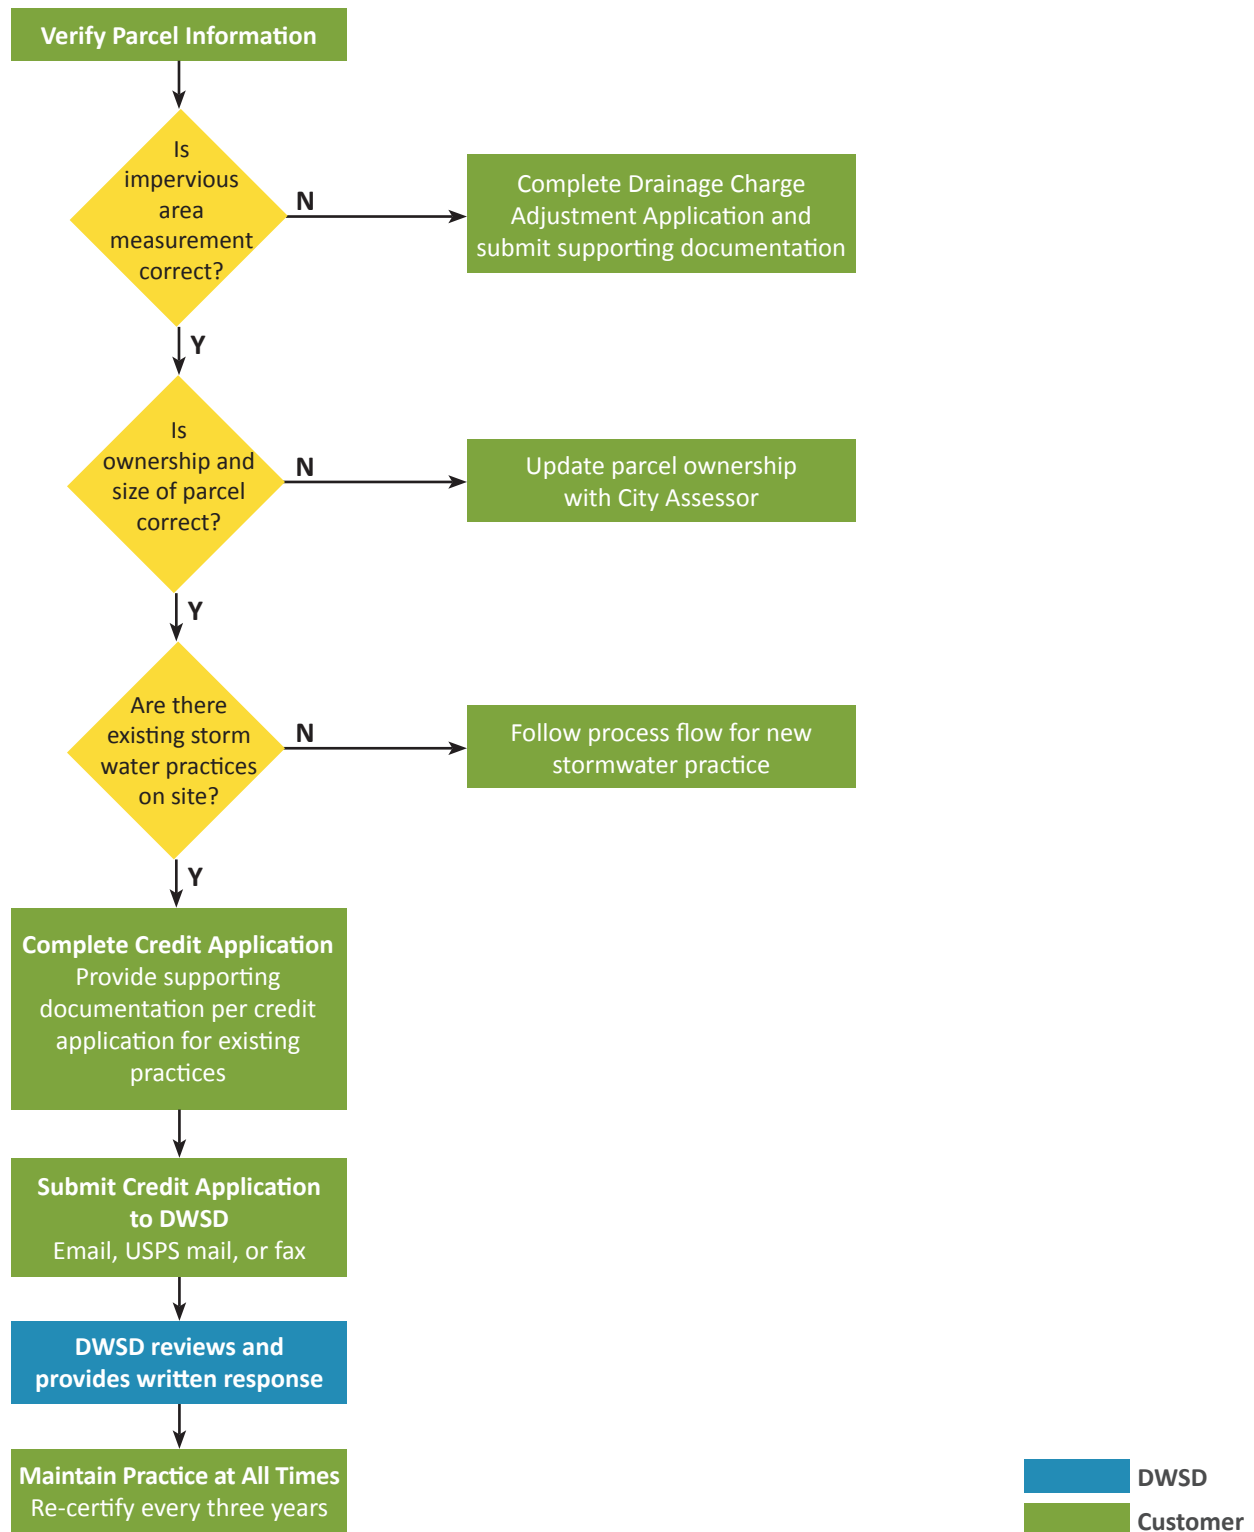 Verify Parcel Information
Is
impervious
area
measurement
correct?
N
Complete Drainage Charge
Adjustment Application and
submit supporting documentation
Y
Is
ownership and
size of parcel
correct?
N
Update parcel ownership
with City Assessor
Y
Are there
existing storm
water practices
on site?
N
Follow process flow for new
stormwater practice
Y
Complete Credit Application
Provide supporting
documentation per credit
application for existing
practices
Submit Credit Application
to DWSD
Email, USPS mail, or fax
DWSD reviews and
provides written response
Maintain Practice at All Times
Re-certify every three years
DWSD
Customer